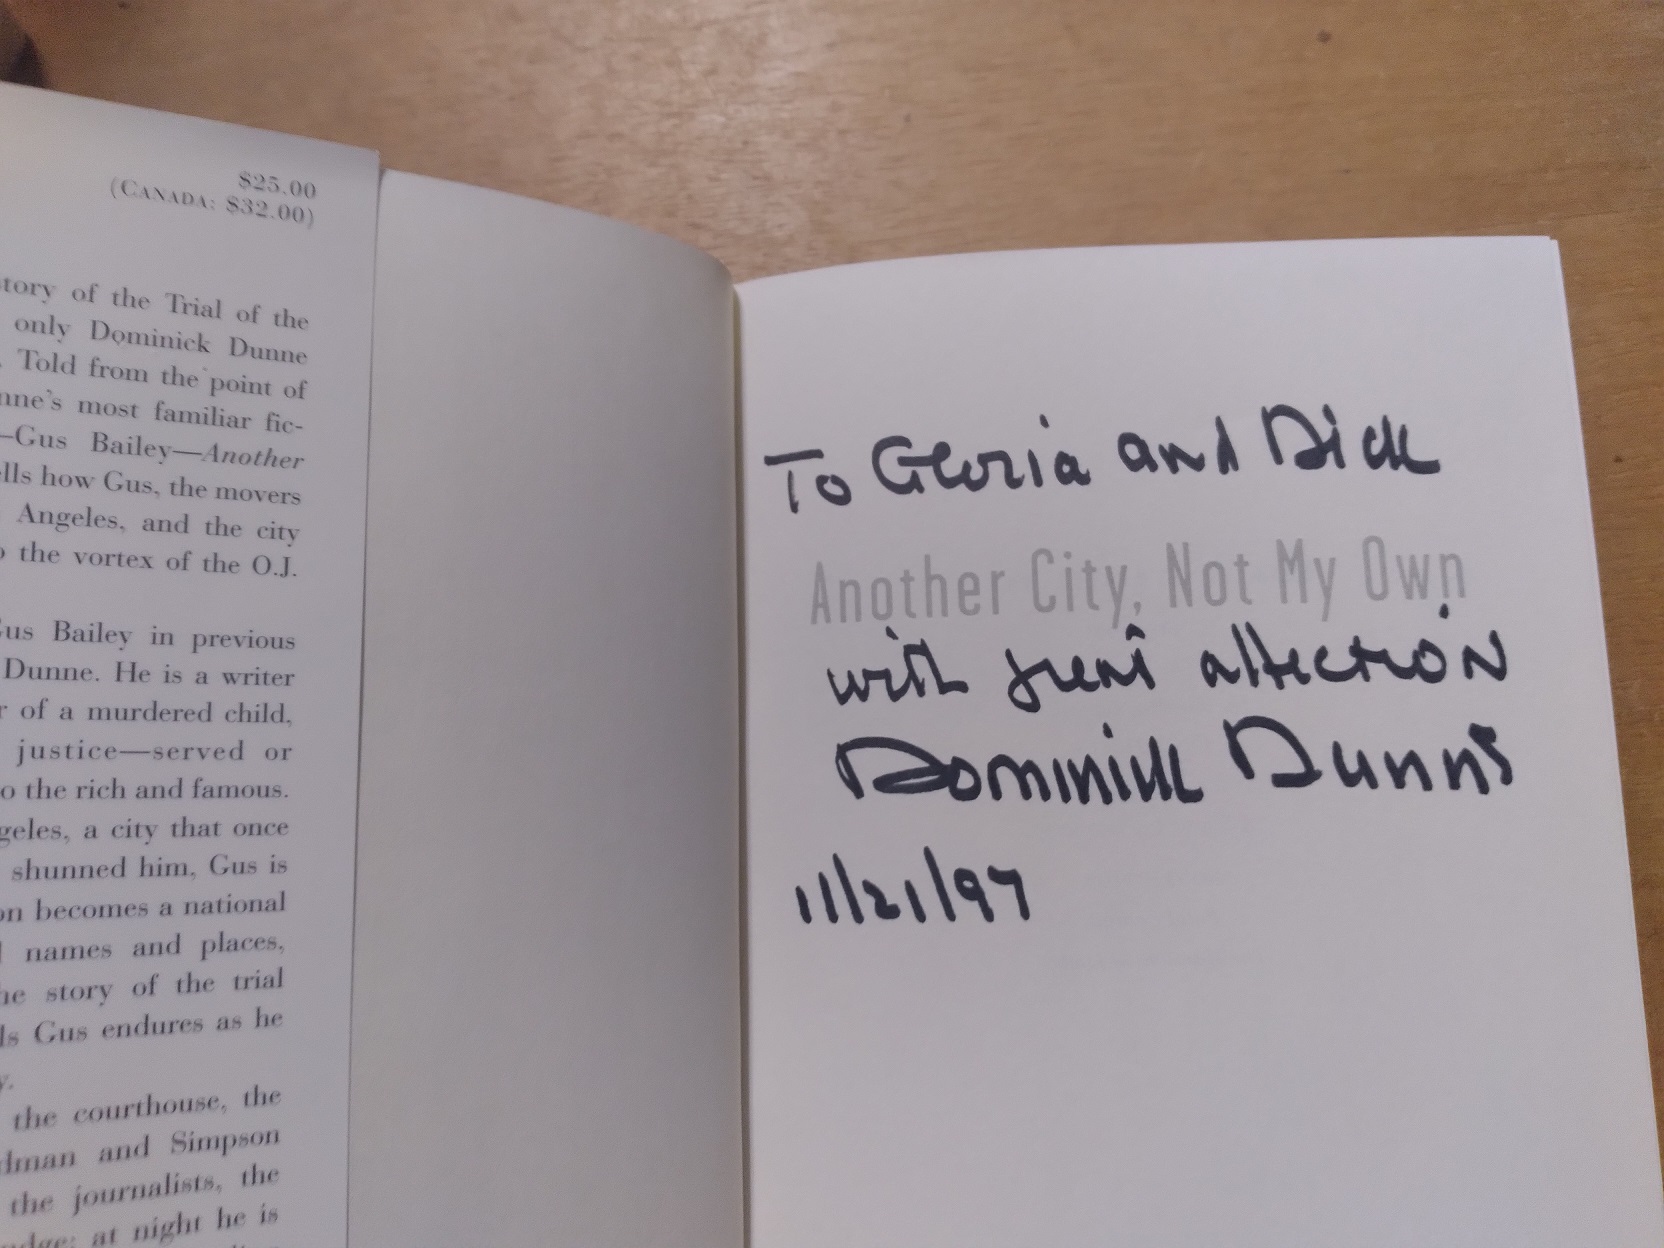 $25.00
(CANADA: $32.00)
tory of the Trial of the
only Dominick Dunne
. Told from the point of
nne's most familiar fic-
—Gus Bailey—Another
lls how Gus, the movers
Angeles, and the city
o the vortex of the O.J.
Gus Bailey in previous
Dunne. He is a writer
r of a murdered child,
justice—served or
o the rich and famous.
geles, a city that once
shunned him, Gus is
on becomes a national
names and places,
he story of the trial
ls Gus endures as he
y.
the courthouse, the
dman and Simpson
the journalists, the
udge; at night he is
To Gloria and Dick
Another City, Not My Own
with great affection
Dominick Dunne
11/21/97